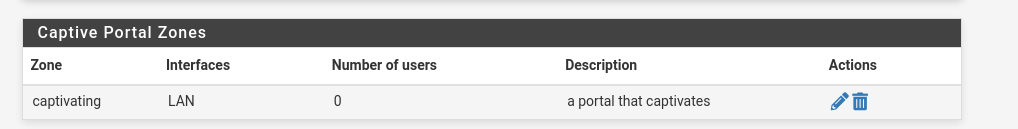 Captive Portal Zones
Zone Interfaces Number of users Description Actions
captivating LAN 0 a portal that captivates